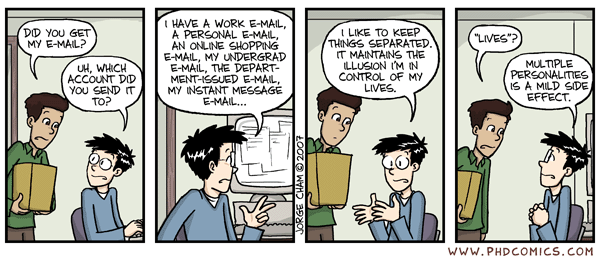 DID YOU GET
MY E-MAIL?
UH, WHICH
ACCOUNT DID
YOU SEND IT
TO?
I HAVE A WORK E-MAIL,
A PERSONAL E-MAIL,
AN ONLINE SHOPPING
E-MAIL, MY UNDERGRAD
E-MAIL, THE DEPART-
MENT-ISSUED E-MAIL,
MY INSTANT MESSAGE
E-MAIL...
JORGE CHAM © 2007
I LIKE TO KEEP
THINGS SEPARATED.
IT MAINTAINS THE
ILLUSION I'M IN
CONTROL OF MY
LIVES.
"LIVES"?
MULTIPLE
PERSONALITIES
IS A MILD SIDE
EFFECT.
WWW.PHDCOMICS.COM